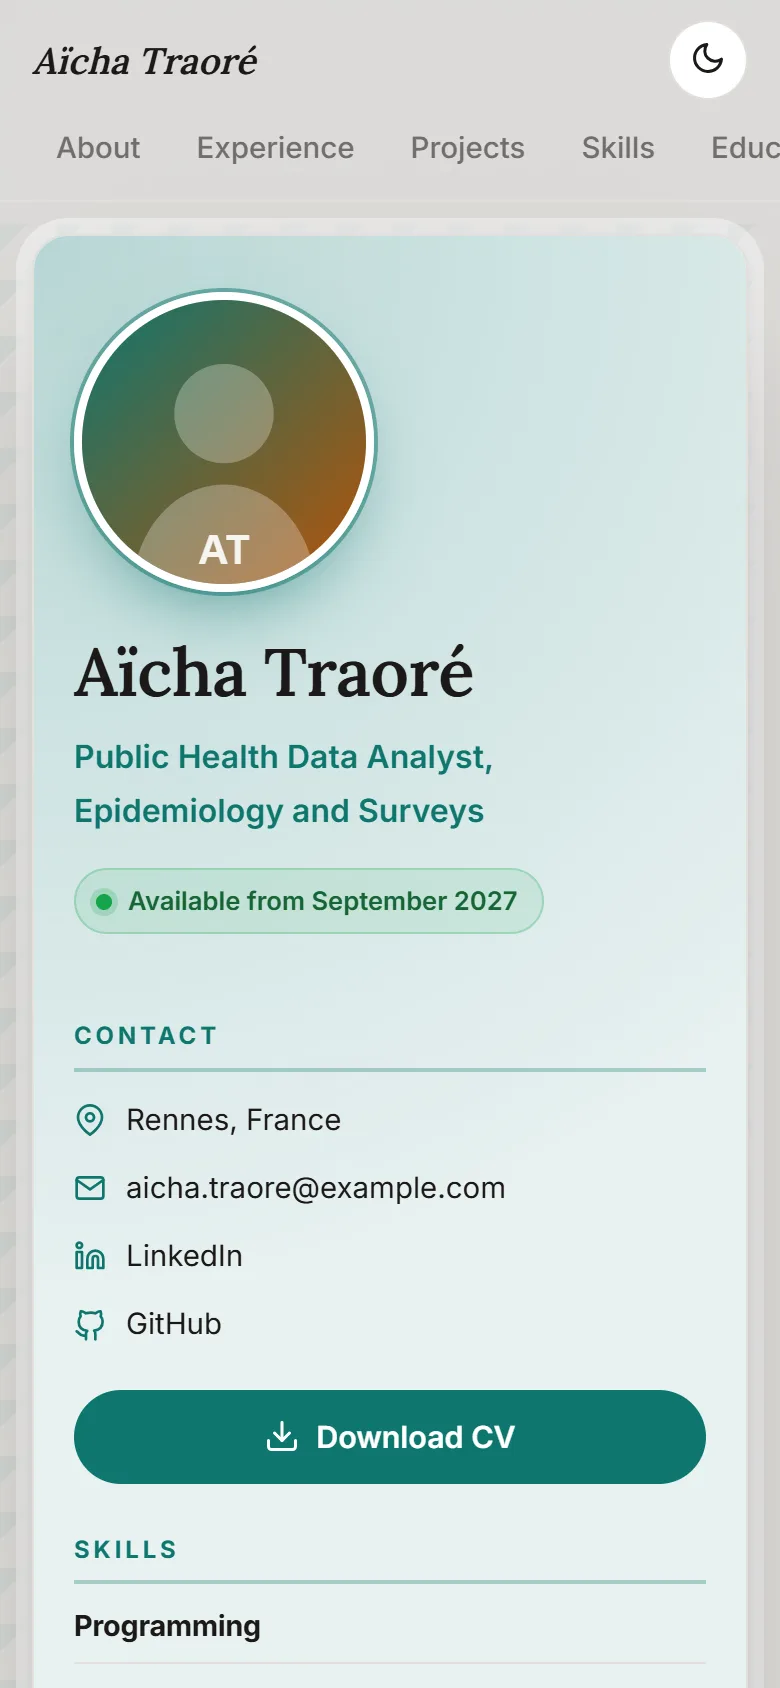 Aïcha Traoré
About Experience Projects Skills Educ
AT
Aïcha Traoré
Public Health Data Analyst,
Epidemiology and Surveys
Available from September 2027
CONTACT
Rennes, France
aicha.traore@example.com
LinkedIn
GitHub
Download CV
SKILLS
Programming